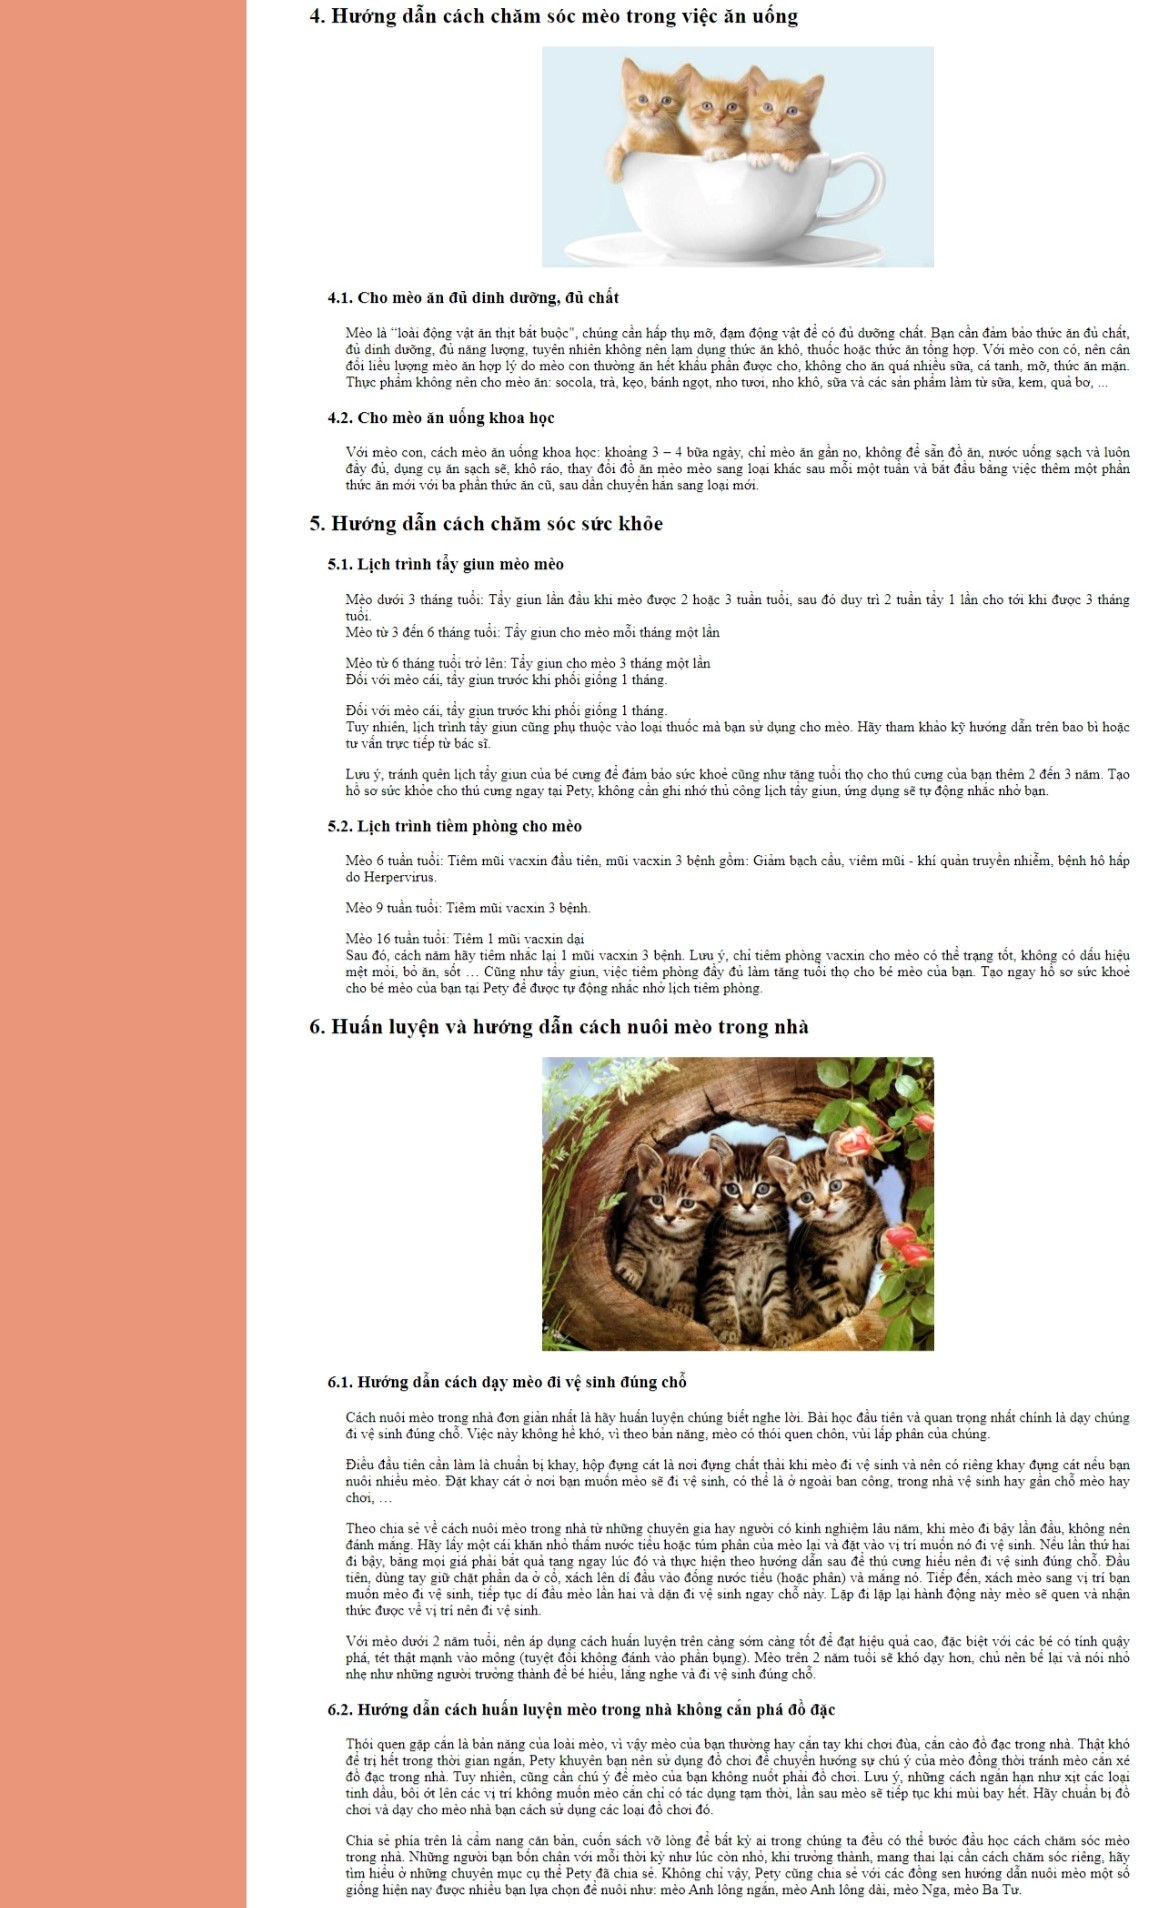 4. Hướng dẫn cách chăm sóc mèo trong việc ăn uống
4.1. Cho mèo ăn đủ dinh dưỡng, đủ chất
Mèo là “loài động vật ăn thịt bắt buộc", chúng cần hấp thụ mỡ, đạm động vật để có đủ dưỡng chất. Bạn cần đảm bảo thức ăn đủ chất,
đủ dinh dưỡng, đủ năng lượng, tuyên nhiên không nên lạm dụng thức ăn khô, thuốc hoặc thức ăn tổng hợp. Với mèo con có, nên cân
đối liều lượng mèo ăn hợp lý do mèo con thường ăn hết khẩu phần được cho, không cho ăn quá nhiều sữa, cá tanh, mỡ, thức ăn mặn.
Thực phẩm không nên cho mèo ăn: socola, trà, kẹo, bánh ngọt, nho tươi, nho khô, sữa và các sản phẩm làm từ sữa, kem, quả bơ, ...
4.2. Cho mèo ăn uống khoa học
Với mèo con, cách mèo ăn uống khoa học: khoảng 3 – 4 bữa ngày, chỉ mèo ăn gần no, không để sẵn đồ ăn, nước uống sạch và luôn
đầy đủ, dụng cụ ăn sạch sẽ, khô ráo, thay đổi đồ ăn mèo mèo sang loại khác sau mỗi một tuần và bắt đầu bằng việc thêm một phần
thức ăn mới với ba phần thức ăn cũ, sau dần chuyển hẳn sang loại mới.
5. Hướng dẫn cách chăm sóc sức khỏe
5.1. Lịch trình tẩy giun mèo mèo
Mèo dưới 3 tháng tuổi: Tẩy giun lần đầu khi mèo được 2 hoặc 3 tuần tuổi, sau đó duy trì 2 tuần tẩy 1 lần cho tới khi được 3 tháng
tuổi.
Mèo từ 3 đến 6 tháng tuổi: Tẩy giun cho mèo mỗi tháng một lần
Mèo từ 6 tháng tuổi trở lên: Tẩy giun cho mèo 3 tháng một lần
Đối với mèo cái, tẩy giun trước khi phối giống 1 tháng.
Đối với mèo cái, tẩy giun trước khi phối giống 1 tháng.
Tuy nhiên, lịch trình tẩy giun cũng phụ thuộc vào loại thuốc mà bạn sử dụng cho mèo. Hãy tham khảo kỹ hướng dẫn trên bao bì hoặc
tư vấn trực tiếp từ bác sĩ.
Lưu ý, tránh quên lịch tẩy giun của bé cưng để đảm bảo sức khoẻ cũng như tăng tuổi thọ cho thú cưng của bạn thêm 2 đến 3 năm. Tạo
hồ sơ sức khỏe cho thú cưng ngay tại Pety, không cần ghi nhớ thủ công lịch tẩy giun, ứng dụng sẽ tự động nhắc nhở bạn.
5.2. Lịch trình tiêm phòng cho mèo
Mèo 6 tuần tuổi: Tiêm mũi vacxin đầu tiên, mũi vacxin 3 bệnh gồm: Giảm bạch cầu, viêm mũi - khí quản truyền nhiễm, bệnh hô hấp
do Herpervirus.
Mèo 9 tuần tuổi: Tiêm mũi vacxin 3 bệnh.
Mèo 16 tuần tuổi: Tiêm 1 mũi vacxin dại
Sau đó, cách năm hãy tiêm nhắc lại 1 mũi vacxin 3 bệnh. Lưu ý, chỉ tiêm phòng vacxin cho mèo có thể trạng tốt, không có dấu hiệu
mệt mỏi, bỏ ăn, sốt … Cũng như tẩy giun, việc tiêm phòng đầy đủ làm tăng tuổi thọ cho bé mèo của bạn. Tạo ngay hồ sơ sức khoẻ
cho bé mèo của bạn tại Pety để được tự động nhắc nhở lịch tiêm phòng.
6. Huấn luyện và hướng dẫn cách nuôi mèo trong nhà
6.1. Hướng dẫn cách dạy mèo đi vệ sinh đúng chỗ
Cách nuôi mèo trong nhà đơn giản nhất là hãy huấn luyện chúng biết nghe lời. Bài học đầu tiên và quan trọng nhất chính là dạy chúng
đi vệ sinh đúng chỗ. Việc này không hề khó, vì theo bản năng, mèo có thói quen chôn, vùi lấp phân của chúng.
Điều đầu tiên cần làm là chuẩn bị khay, hộp đựng cát là nơi đựng chất thải khi mèo đi vệ sinh và nên có riêng khay đựng cát nếu bạn
nuôi nhiều mèo. Đặt khay cát ở nơi bạn muốn mèo sẽ đi vệ sinh, có thể là ở ngoài ban công, trong nhà vệ sinh hay gần chỗ mèo hay
chơi, …
Theo chia sẻ về cách nuôi mèo trong nhà từ những chuyên gia hay người có kinh nghiệm lâu năm, khi mèo đi bậy lần đầu, không nên
đánh mắng. Hãy lấy một cái khăn nhỏ thấm nước tiểu hoặc túm phân của mèo lại và đặt vào vị trí muốn nó đi vệ sinh. Nếu lần thứ hai
đi bậy, bằng mọi giá phải bắt quả tang ngay lúc đó và thực hiện theo hướng dẫn sau để thú cưng hiểu nên đi vệ sinh đúng chỗ. Đầu
tiên, dùng tay giữ chặt phần da ở cổ, xách lên dí đầu vào đống nước tiểu (hoặc phân) và mắng nó. Tiếp đến, xách mèo sang vị trí bạn
muốn mèo đi vệ sinh, tiếp tục dí đầu mèo lần hai và dặn đi vệ sinh ngay chỗ này. Lặp đi lặp lại hành động này mèo sẽ quen và nhận
thức được về vị trí nên đi vệ sinh.
Với mèo dưới 2 năm tuổi, nên áp dụng cách huấn luyện trên càng sớm càng tốt để đạt hiệu quả cao, đặc biệt với các bé có tính quậy
phá, tét thật mạnh vào mông (tuyệt đối không đánh vào phần bụng). Mèo trên 2 năm tuổi sẽ khó dạy hơn, chủ nên bế lại và nói nhỏ
nhẹ như những người trưởng thành để bé hiểu, lắng nghe và đi vệ sinh đúng chỗ.
6.2. Hướng dẫn cách huấn luyện mèo trong nhà không cắn phá đồ đặc
Thói quen gặp cắn là bản năng của loài mèo, vì vậy mèo của bạn thường hay cắn tay khi chơi đùa, cắn cào đồ đạc trong nhà. Thật khó
để trị hết trong thời gian ngắn, Pety khuyên bạn nên sử dụng đồ chơi để chuyển hướng sự chú ý của mèo đồng thời tránh mèo cắn xé
đồ đạc trong nhà. Tuy nhiên, cũng cần chú ý để mèo của bạn không nuốt phải đồ chơi. Lưu ý, những cách ngăn hạn như xịt các loại
tinh dầu, bôi ớt lên các vị trí không muốn mèo cắn chỉ có tác dụng tạm thời, lần sau mèo sẽ tiếp tục khi mùi bay hết. Hãy chuẩn bị đồ
chơi và dạy cho mèo nhà bạn cách sử dụng các loại đồ chơi đó.
Chia sẻ phía trên là cẩm nang căn bản, cuốn sách vỡ lòng để bất kỳ ai trong chúng ta đều có thể bước đầu học cách chăm sóc mèo
trong nhà. Những người bạn bốn chân với mỗi thời kỳ như lúc còn nhỏ, khi trưởng thành, mang thai lại cần cách chăm sóc riêng, hãy
tìm hiểu ở những chuyên mục cụ thể Pety đã chia sẻ. Không chỉ vậy, Pety cũng chia sẻ với các đồng sen hướng dẫn nuôi mèo một số
giống hiện nay được nhiều bạn lựa chọn để nuôi như: mèo Anh lông ngắn, mèo Anh lông dài, mèo Nga, mèo Ba Tư.